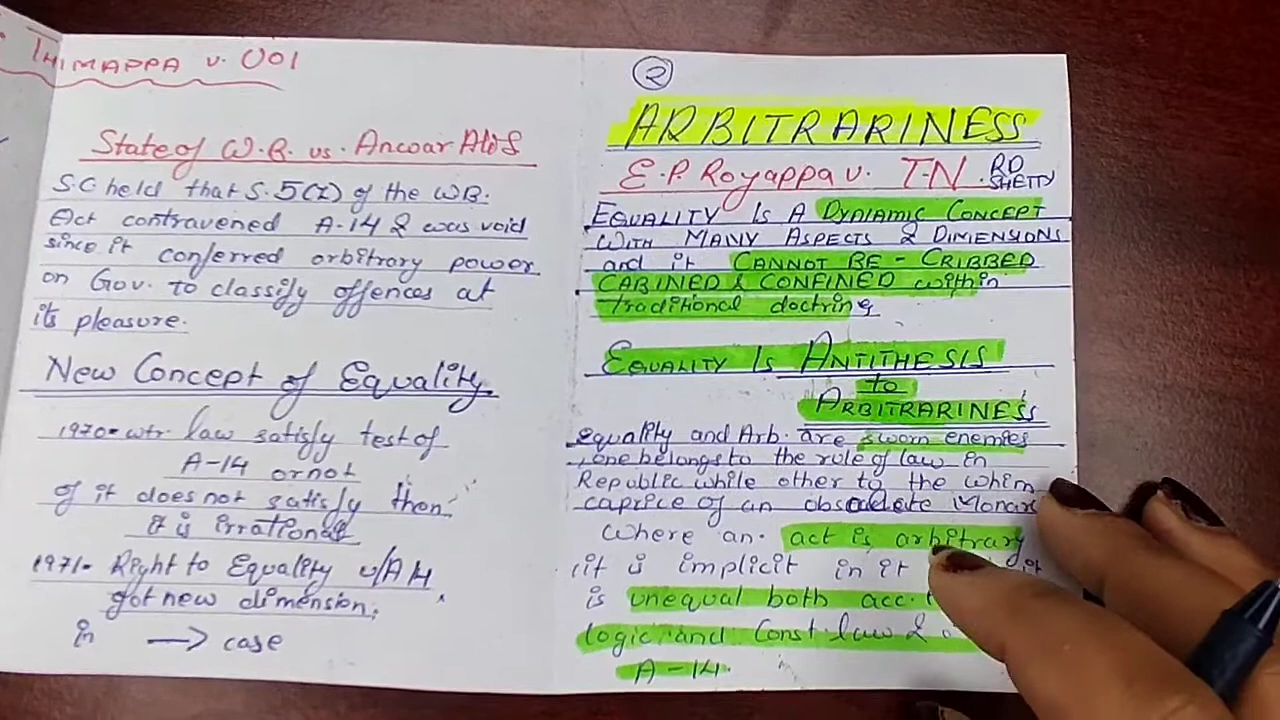 THIMAPPA v. UOI
State of W.B. vs. Anwar Ali S
S.C held that S.5(1) of the WB.
Act contravened A-14 & was void
since it conferred arbitrary power
on Gov. to classify offences at
its pleasure.
New Concept of Equality
1970- wtr. law satisfy test of
A-14 or not
if it does not satisfy then
it is irrational
1971- Right to Equality u/A 14
got new dimension.
in → case
2
ARBITRARINESS
E.P. Royappa v. T.N. RD SHETTY
EQUALITY IS A DYNAMIC CONCEPT
WITH MANY ASPECTS & DIMENSIONS
and it CANNOT BE - CRIBBED
CABINED & CONFINED within
traditional doctrine
EQUALITY IS ANTITHESIS
to
ARBITRARINESS
equality and Arb. are sworn enemies
one belongs to the rule of law in
Republic while other to the whim
caprice of an Monar
Where an act is arbitrary
it is implicit in it it
is unequal both acc.
logic and Const. law &
A-14.